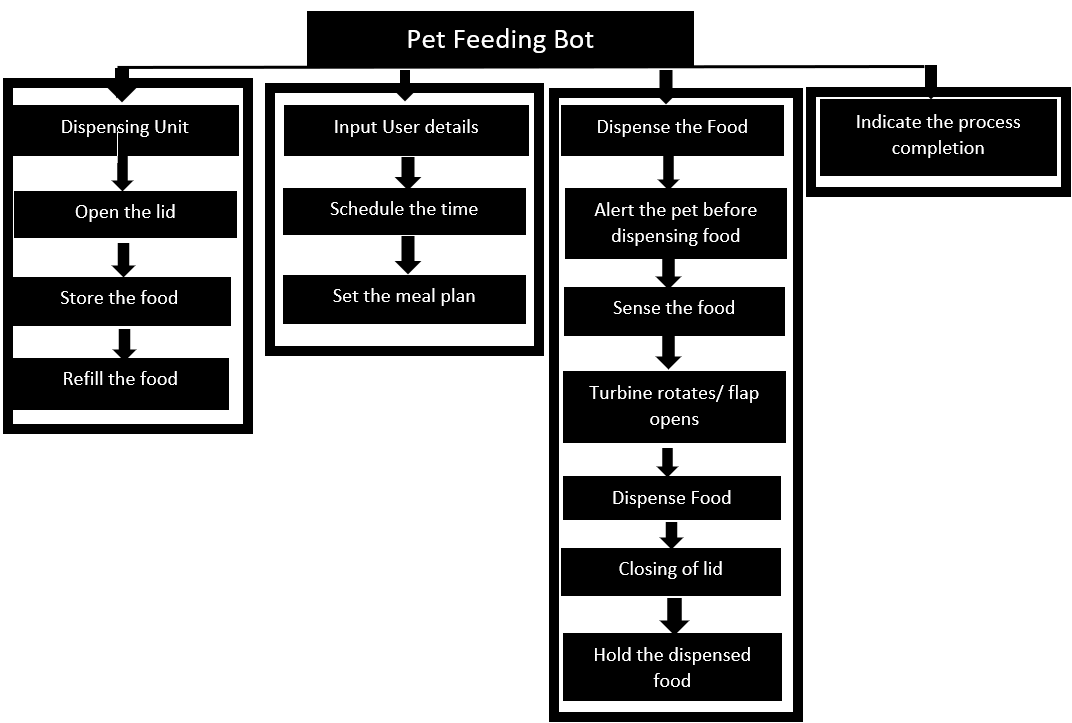 Pet Feeding Bot
Dispensing Unit
Open the lid
Store the food
Refill the food
Input User details
Schedule the time
Set the meal plan
Dispense the Food
Alert the pet before
dispensing food
Sense the food
Turbine rotates/ flap
opens
Dispense Food
Closing of lid
Hold the dispensed
food
Indicate the process
completion